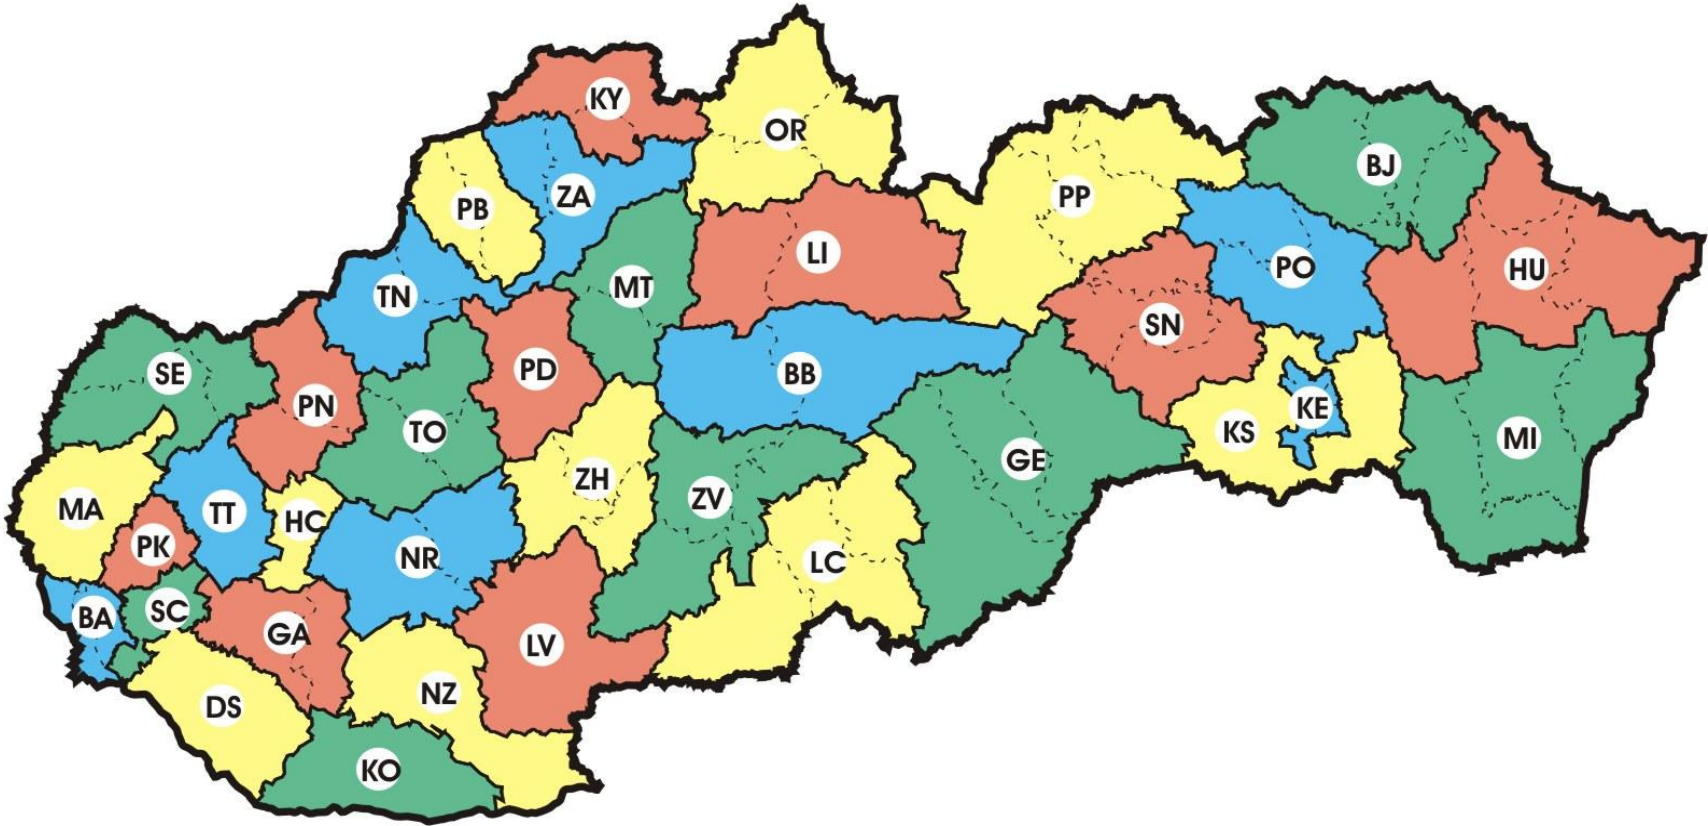 KY
OR
BJ
PB
ZA
PP
LI
PO
HU
TN
MT
SN
SE
PD
BB
PN
TO
KS
KE
MI
GE
ZH
ZV
MA
TT
HC
PK
NR
LC
BA
SC
GA
LV
DS
NZ
KO